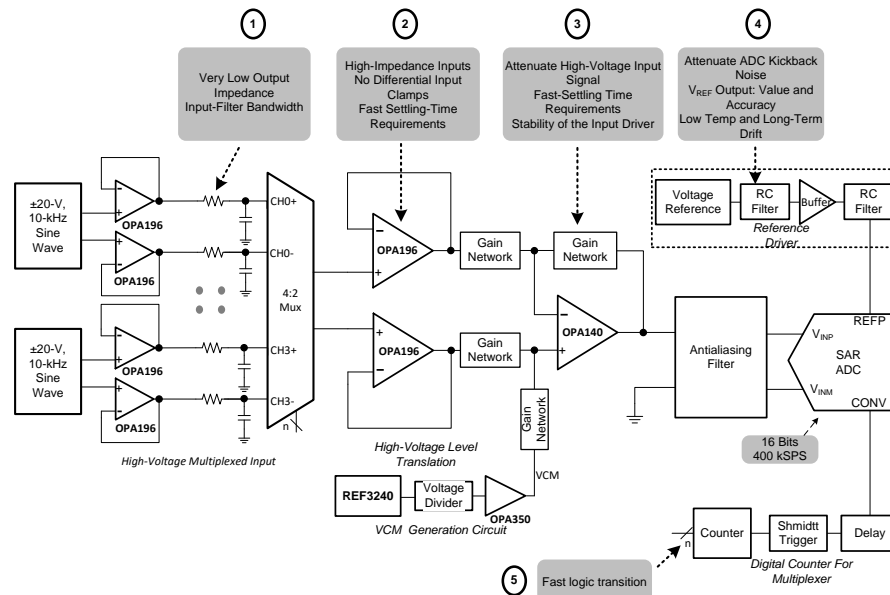 1
2
3
4
Very Low Output
Impedance
Input-Filter Bandwidth
High-Impedance Inputs
No Differential Input
Clamps
Fast Settling-Time
Requirements
Attenuate High-Voltage Input
Signal
Fast-Settling Time
Requirements
Stability of the Input Driver
Attenuate ADC Kickback
Noise
VREF Output: Value and
Accuracy
Low Temp and Long-Term
Drift
±20-V,
10-kHz
Sine
Wave
-
+
OPA196
+
-
OPA196
CH0+
CH0-
4:2
Mux
±20-V,
10-kHz
Sine
Wave
-
+
OPA196
+
-
OPA196
CH3+
CH3-
n
High-Voltage Multiplexed Input
-
+
OPA196
+
-
OPA196
Gain
Network
Gain
Network
Gain
Network
Gain
Network
-
+
OPA140
High-Voltage Level
Translation
VCM
REF3240
Voltage
Divider
OPA350
VCM Generation Circuit
Voltage
Reference
RC
Filter
Buffer
RC
Filter
Reference
Driver
Antialiasing
Filter
REFP
VINP
SAR
ADC
VINM
CONV
16 Bits
400 kSPS
n
Counter
Shmidtt
Trigger
Delay
Digital Counter For
Multiplexer
5
Fast logic transition